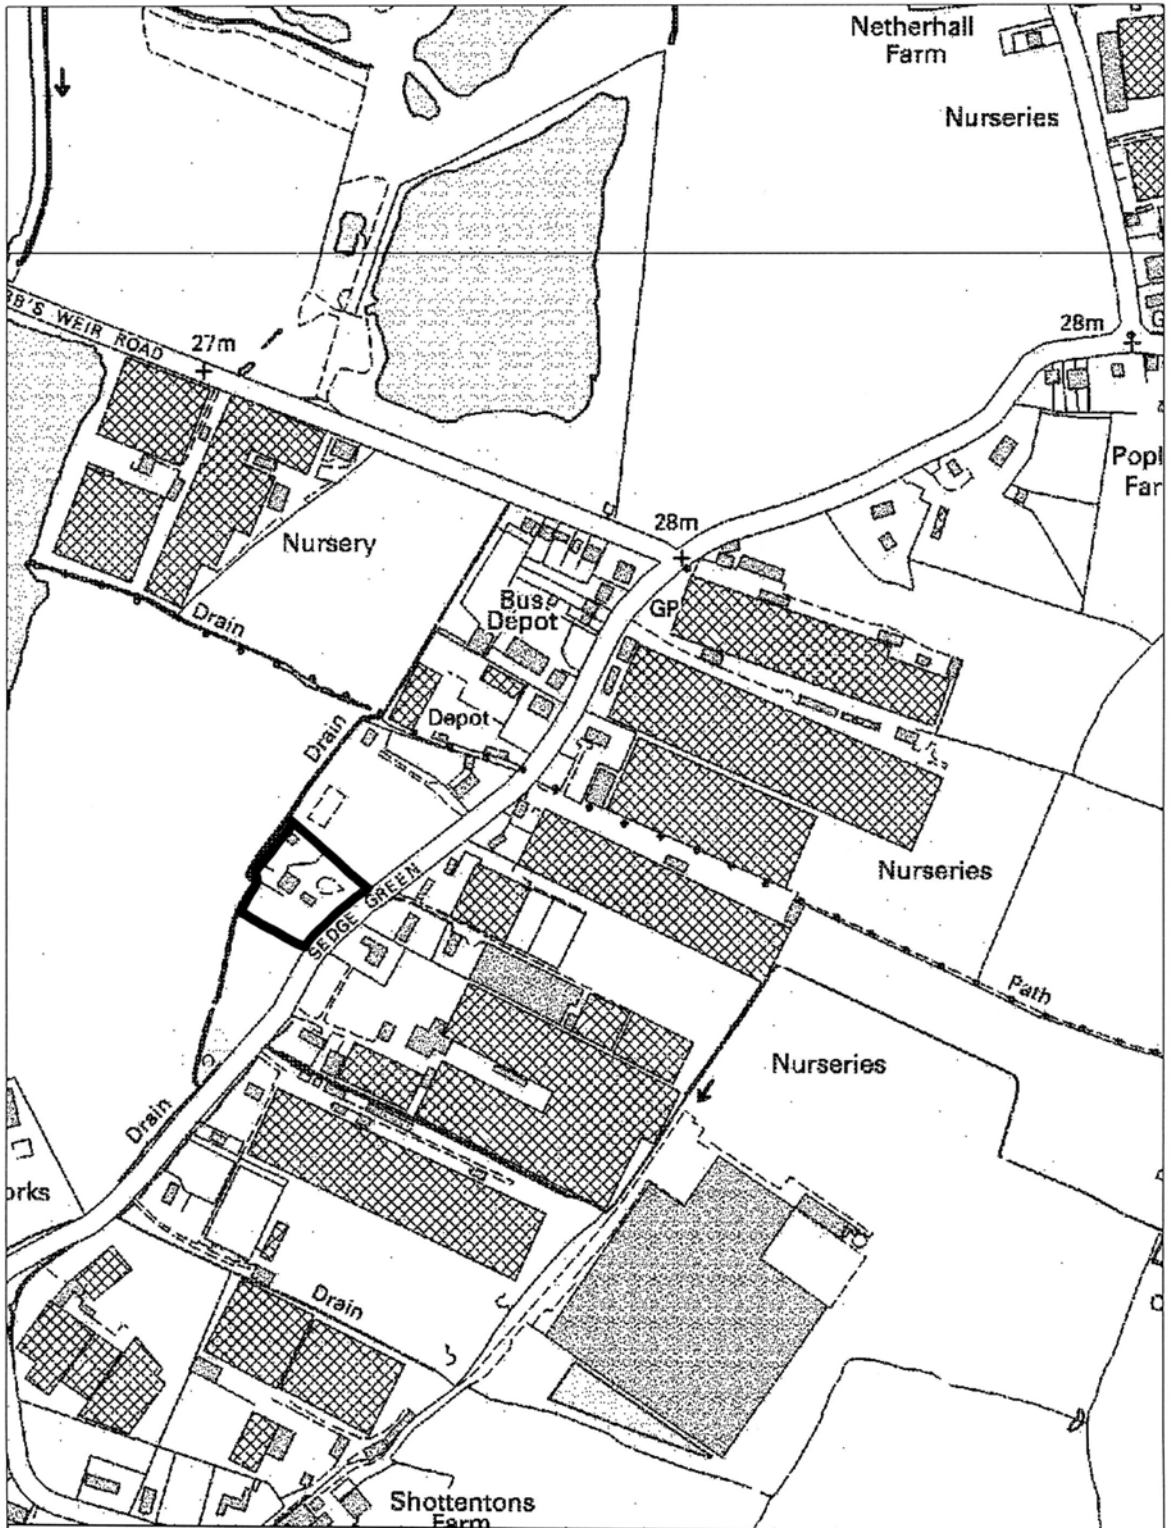 Netherhall
Farm
Nurseries
BB'S WEIR ROAD
27m
28m
Popl
Far
Nursery
28m
Bus
Depot
GP
Drain
Depot
Drain
SEDGE GREEN
Nurseries
Path
Nurseries
Drain
orks
Drain
Shottentons
Farm